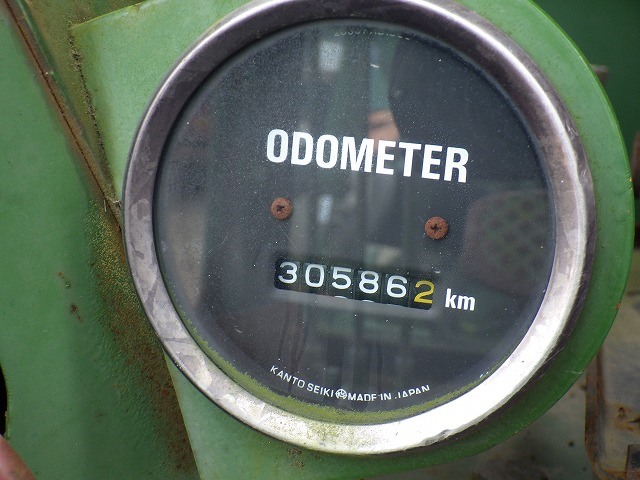 ODOMETER
305862 km
KANTO SEIKI MADE IN JAPAN